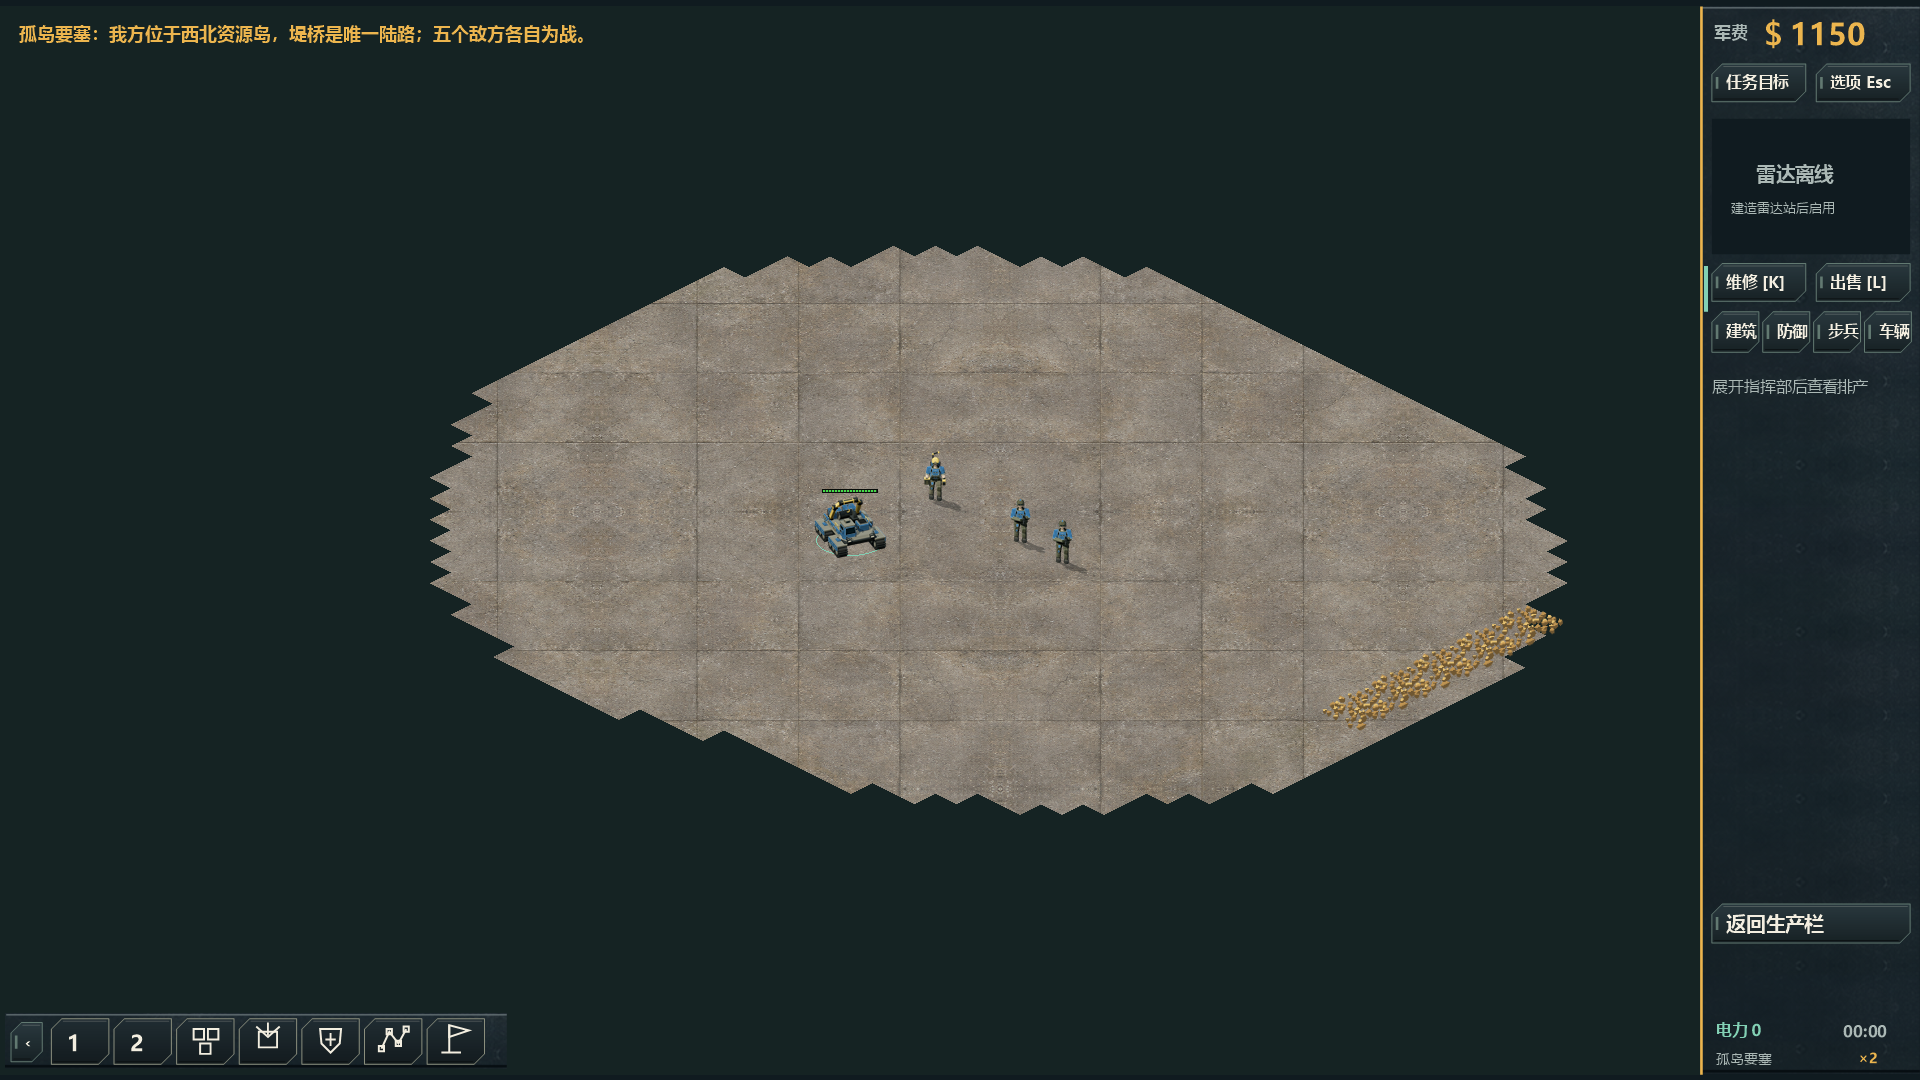 孤岛要塞：我方位于西北资源岛，堤桥是唯一陆路；五个敌方各自为战。
军费 $ 1150
任务目标 选项 Esc
雷达离线
建造雷达站后启用
维修 [K] 出售 [L]
建筑 防御 步兵 车辆
展开指挥部后查看排产
返回生产栏
‹ 1 2
电力 0 00:00
孤岛要塞 ×2